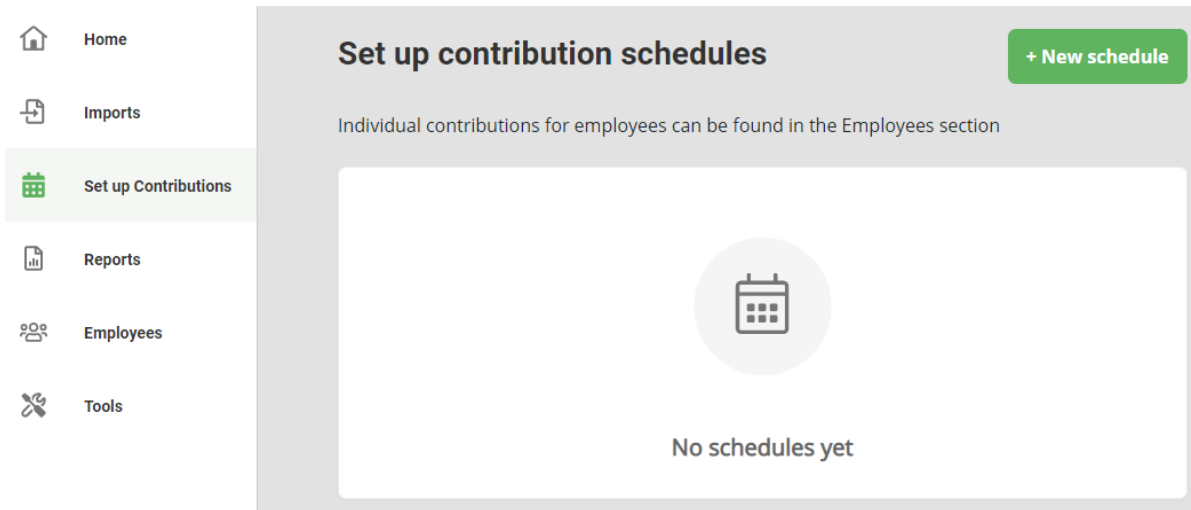 Home
Imports
Set up Contributions
Reports
Employees
Tools
Set up contribution schedules
+ New schedule
Individual contributions for employees can be found in the Employees section
No schedules yet